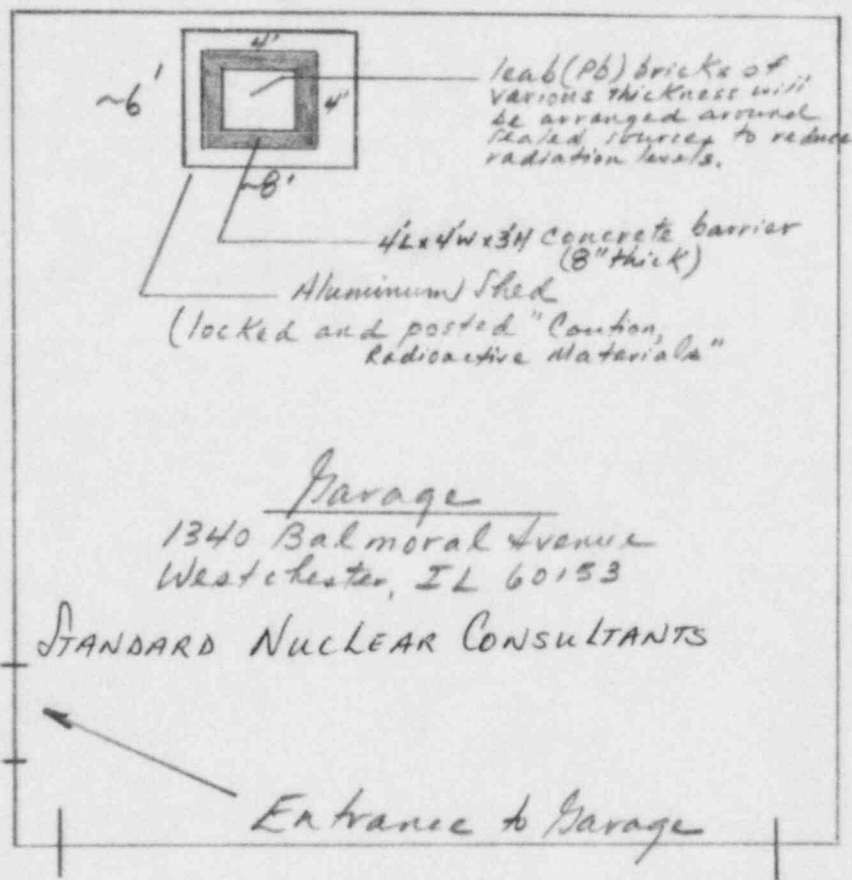 4'
~6'
4'
leab (Pb) bricks of
various thickness will
be arranged around
sealed sources to reduce
radiation levels.
~8'
4'L x 4'W x 3'H Concrete barrier
(8" thick)
Aluminum Shed
(locked and posted "Caution,
Radioactive Materials"
Garage
1340 Balmoral Avenue
Westchester, IL 60153
STANDARD NUCLEAR CONSULTANTS
Entrance to Garage